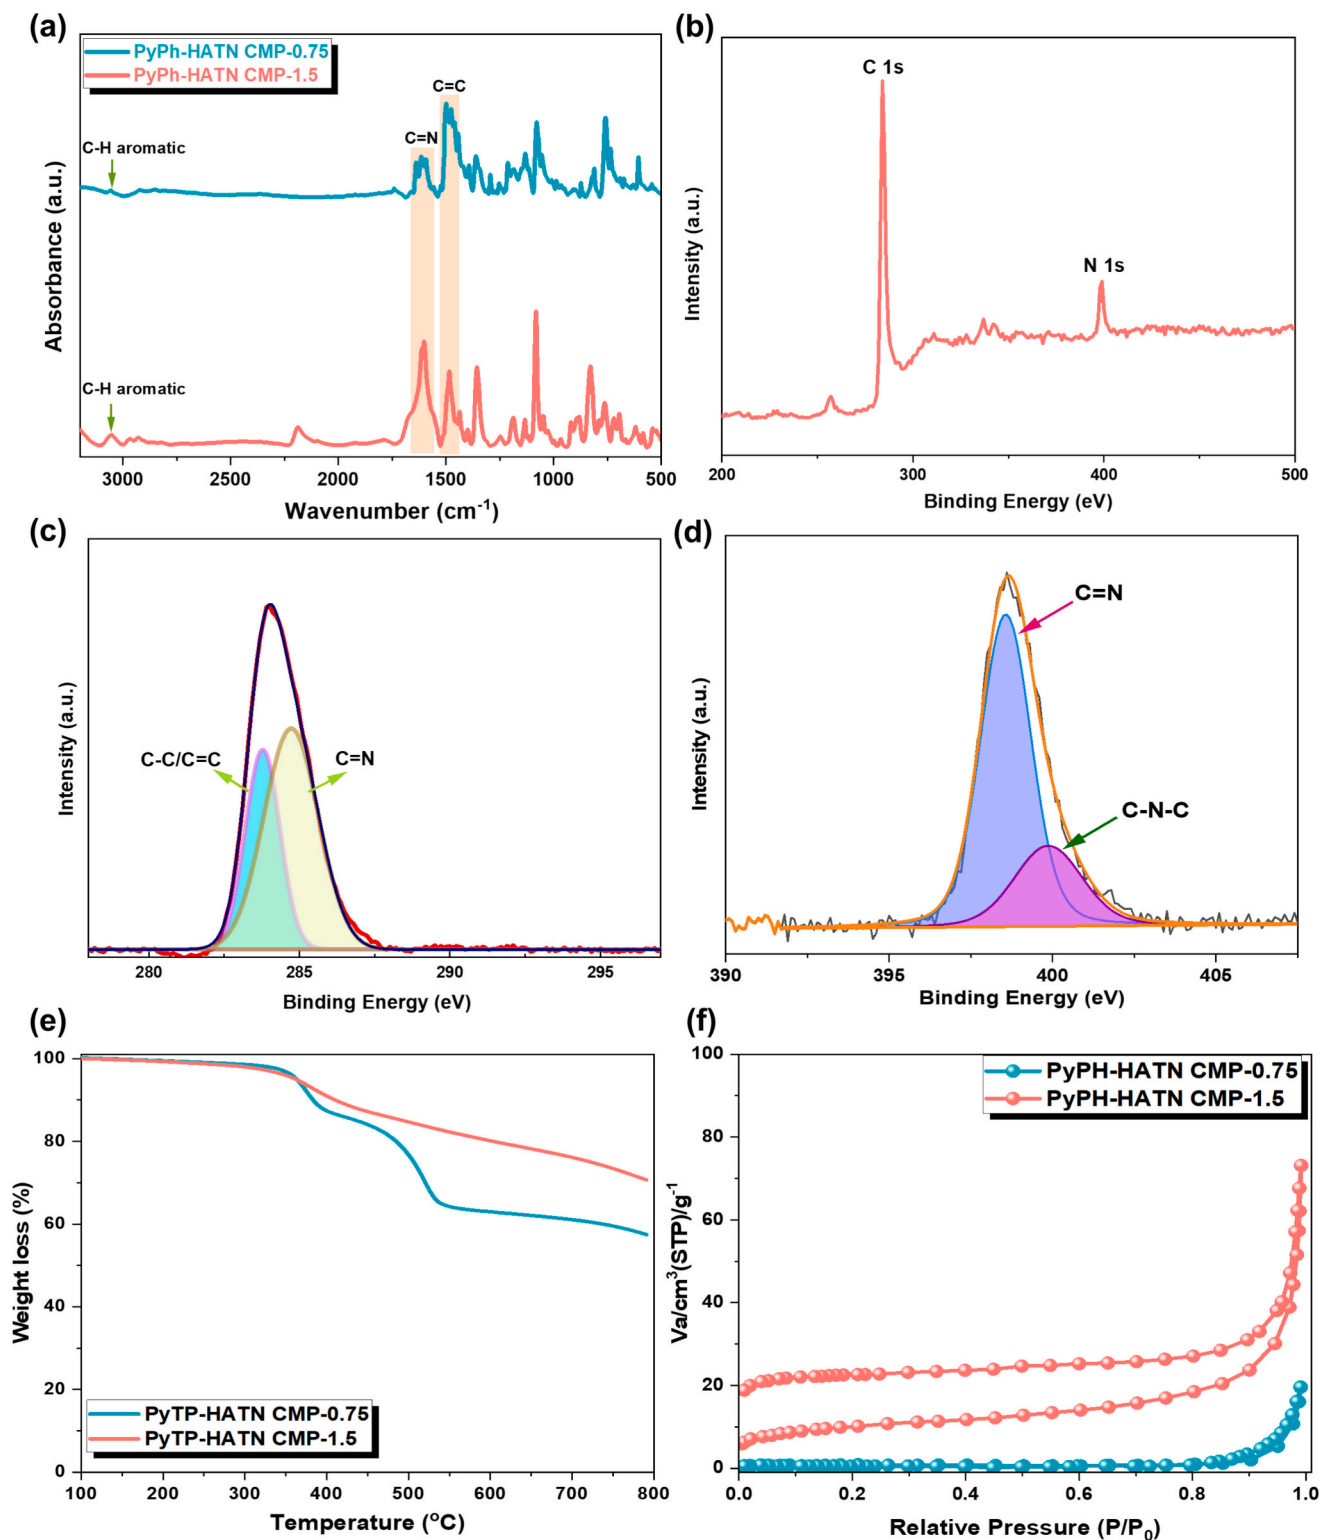 (a)
PyPh-HATN CMP-0.75
PyPh-HATN CMP-1.5
C=C
C=N
C-H aromatic
C-H aromatic
Absorbance (a.u.)
3000 2500 2000 1500 1000 500
Wavenumber (cm-1)
(b)
C 1s
N 1s
Intensity (a.u.)
200 300 400 500
Binding Energy (eV)
(c)
C-C/C=C
C=N
Intensity (a.u.)
280 285 290 295
Binding Energy (eV)
(d)
C=N
C-N-C
Intensity (a.u.)
390 395 400 405
Binding Energy (eV)
(e)
100
80
60
40
20
0
Weight loss (%)
PyTP-HATN CMP-0.75
PyTP-HATN CMP-1.5
0 100 200 300 400 500 600 700 800
Temperature (oC)
(f)
PyPH-HATN CMP-0.75
PyPH-HATN CMP-1.5
100
80
60
40
20
0
Va/cm3(STP)/g-1
0.0 0.2 0.4 0.6 0.8 1.0
Relative Pressure (P/P0)